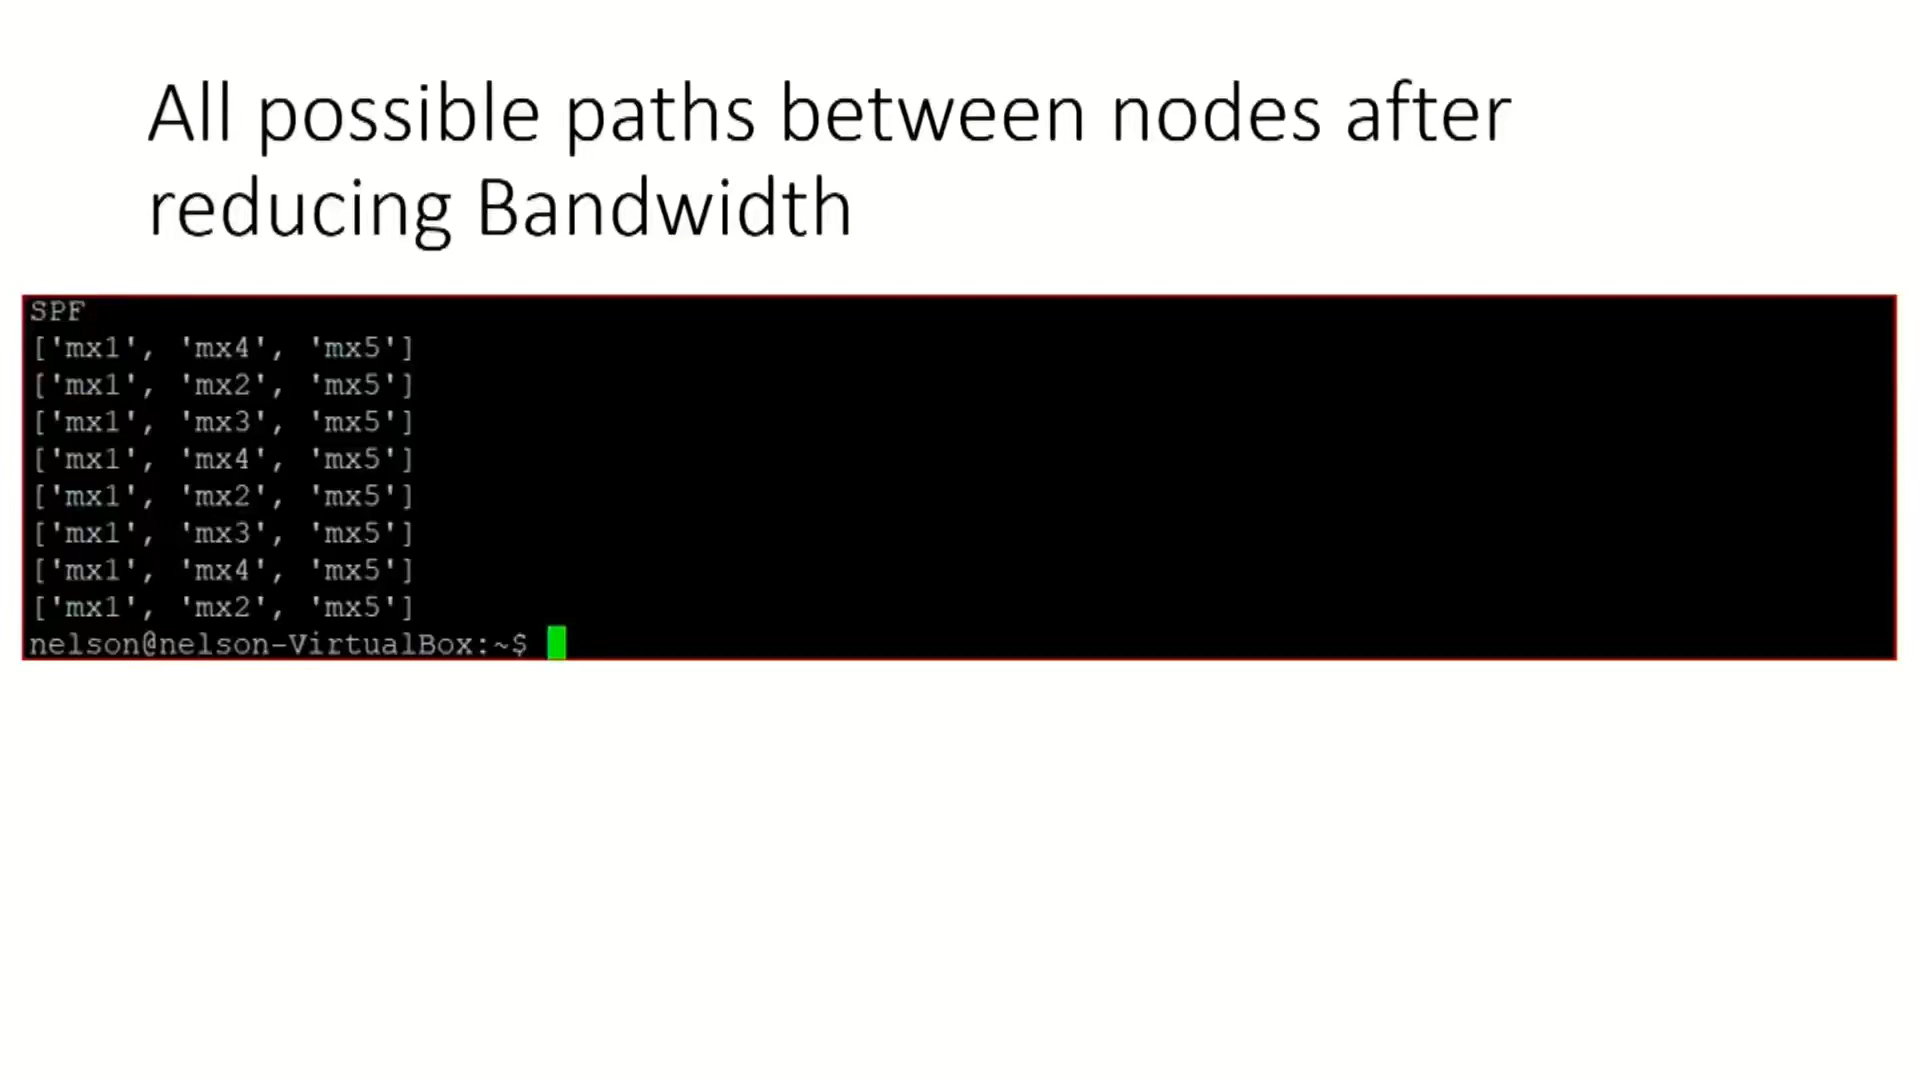 All possible paths between nodes after
reducing Bandwidth
SPF
['mx1', 'mx4', 'mx5']
['mx1', 'mx2', 'mx5']
['mx1', 'mx3', 'mx5']
['mx1', 'mx4', 'mx5']
['mx1', 'mx2', 'mx5']
['mx1', 'mx3', 'mx5']
['mx1', 'mx4', 'mx5']
['mx1', 'mx2', 'mx5']
nelson@nelson-VirtualBox:~$